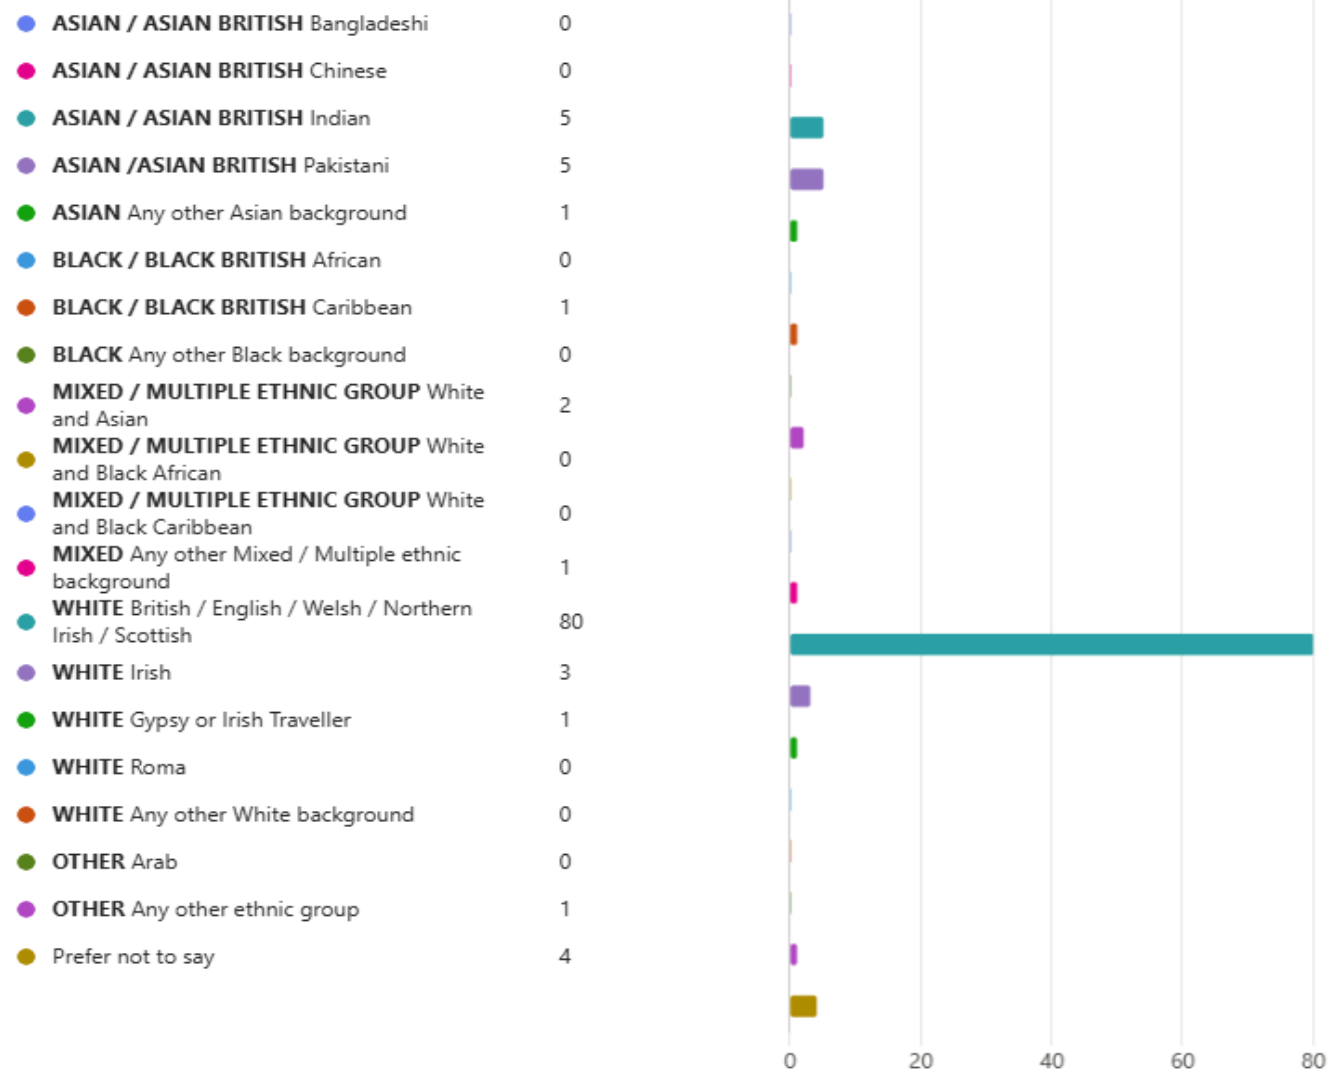 ASIAN / ASIAN BRITISH Bangladeshi 0
ASIAN / ASIAN BRITISH Chinese 0
ASIAN / ASIAN BRITISH Indian 5
ASIAN /ASIAN BRITISH Pakistani 5
ASIAN Any other Asian background 1
BLACK / BLACK BRITISH African 0
BLACK / BLACK BRITISH Caribbean 1
BLACK Any other Black background 0
MIXED / MULTIPLE ETHNIC GROUP White
and Asian 2
MIXED / MULTIPLE ETHNIC GROUP White
and Black African 0
MIXED / MULTIPLE ETHNIC GROUP White
and Black Caribbean 0
MIXED Any other Mixed / Multiple ethnic
background 1
WHITE British / English / Welsh / Northern
Irish / Scottish 80
WHITE Irish 3
WHITE Gypsy or Irish Traveller 1
WHITE Roma 0
WHITE Any other White background 0
OTHER Arab 0
OTHER Any other ethnic group 1
Prefer not to say 4
0 20 40 60 80